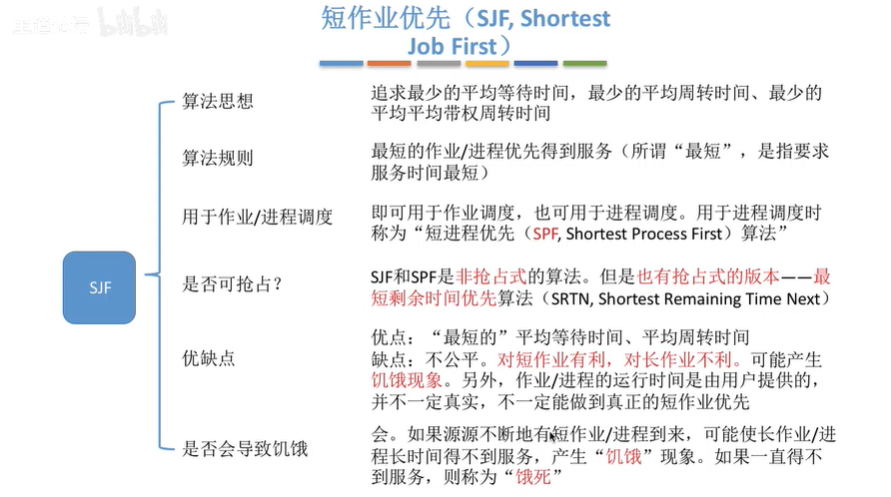 短作业优先（SJF, Shortest
Job First）
算法思想
追求最少的平均等待时间，最少的平均周转时间、最少的
平均平均带权周转时间
算法规则
最短的作业/进程优先得到服务（所谓“最短”，是指要求
服务时间最短）
用于作业/进程调度
即可用于作业调度，也可用于进程调度。用于进程调度时
称为“短进程优先（SPF, Shortest Process First）算法”
SJF
是否可抢占？
SJF和SPF是非抢占式的算法。但是也有抢占式的版本——最
短剩余时间优先算法（SRTN, Shortest Remaining Time Next）
优缺点
优点：“最短的”平均等待时间、平均周转时间
缺点：不公平。对短作业有利，对长作业不利。可能产生
饥饿现象。另外，作业/进程的运行时间是由用户提供的，
并不一定真实，不一定能做到真正的短作业优先
是否会导致饥饿
会。如果源源不断地有短作业/进程到来，可能使长作业/进
程长时间得不到服务，产生“饥饿”现象。如果一直得不
到服务，则称为“饿死”